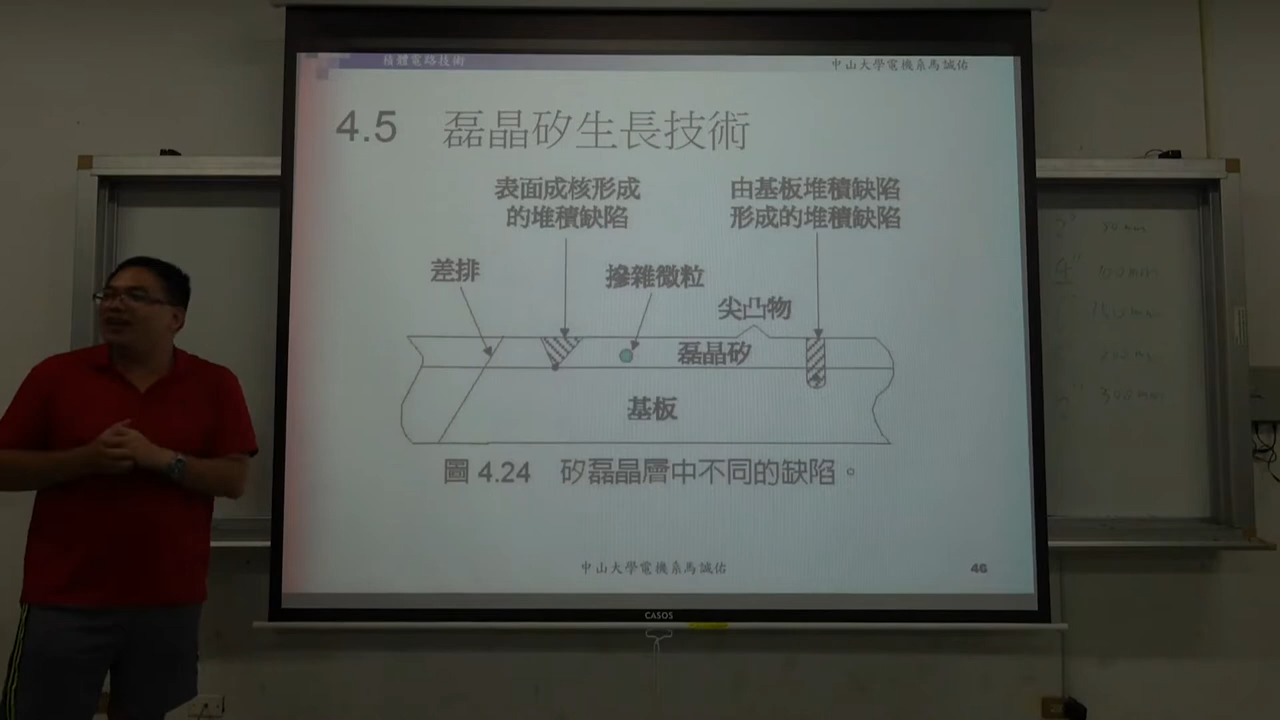 積體電路技術
中山大學電機系馬誠佑
4.5 磊晶矽生長技術
表面成核形成
的堆積缺陷
由基板堆積缺陷
形成的堆積缺陷
差排
摻雜微粒
尖凸物
磊晶矽
基板
圖 4.24 矽磊晶層中不同的缺陷。
中山大學電機系馬誠佑
46
CASOS